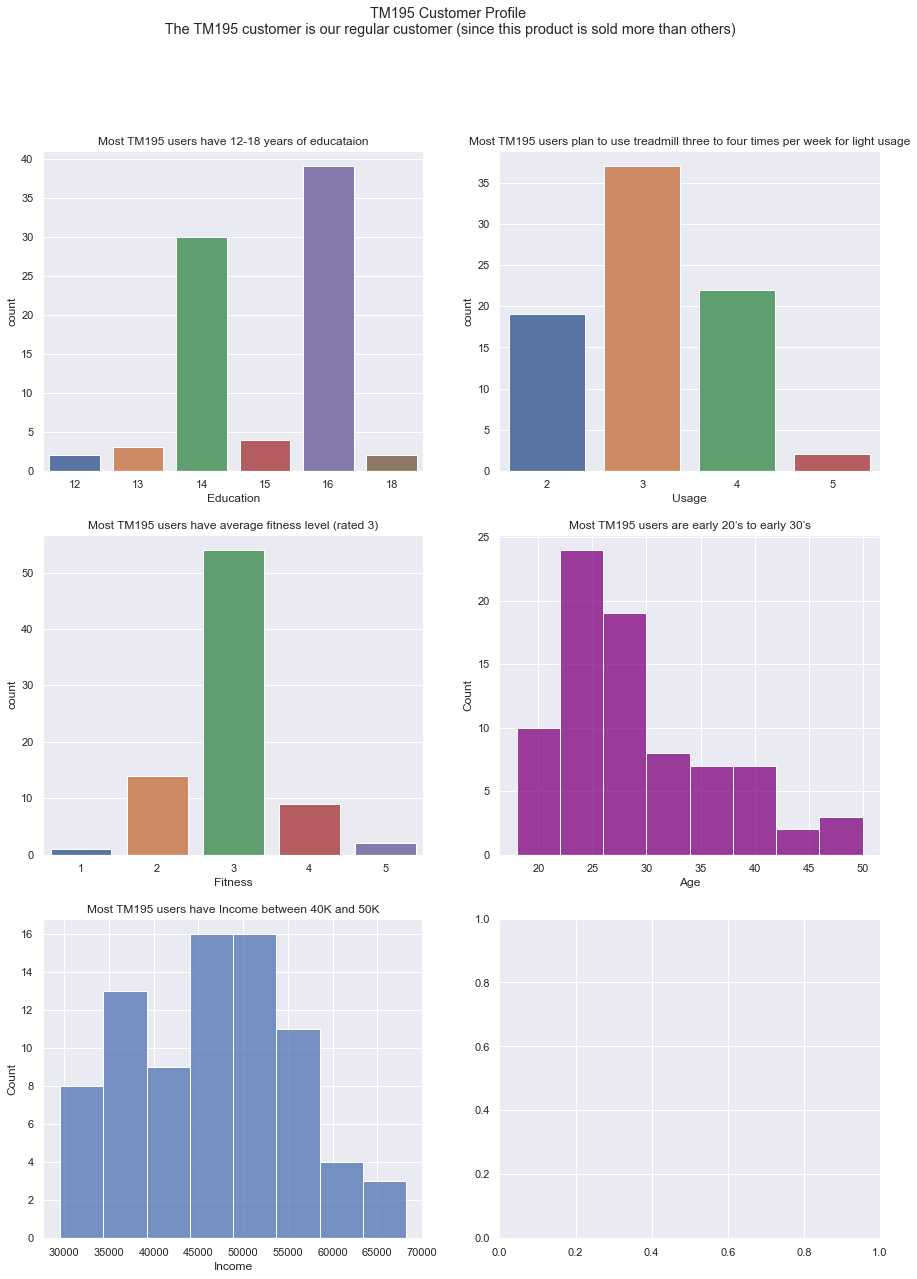 TM195 Customer Profile
The TM195 customer is our regular customer (since this product is sold more than others)
Most TM195 users have 12-18 years of educataion
40
35
30
25
20
15
10
5
0
count
12 13 14 15 16 18
Education
Most TM195 users plan to use treadmill three to four times per week for light usage
35
30
25
20
15
10
5
0
count
2 3 4 5
Usage
Most TM195 users have average fitness level (rated 3)
50
40
30
20
10
0
count
1 2 3 4 5
Fitness
Most TM195 users are early 20's to early 30's
25
20
15
10
5
0
Count
20 25 30 35 40 45 50
Age
Most TM195 users have Income between 40K and 50K
16
14
12
10
8
6
4
2
0
Count
30000 35000 40000 45000 50000 55000 60000 65000 70000
Income
1.0
0.8
0.6
0.4
0.2
0.0
0.0 0.2 0.4 0.6 0.8 1.0